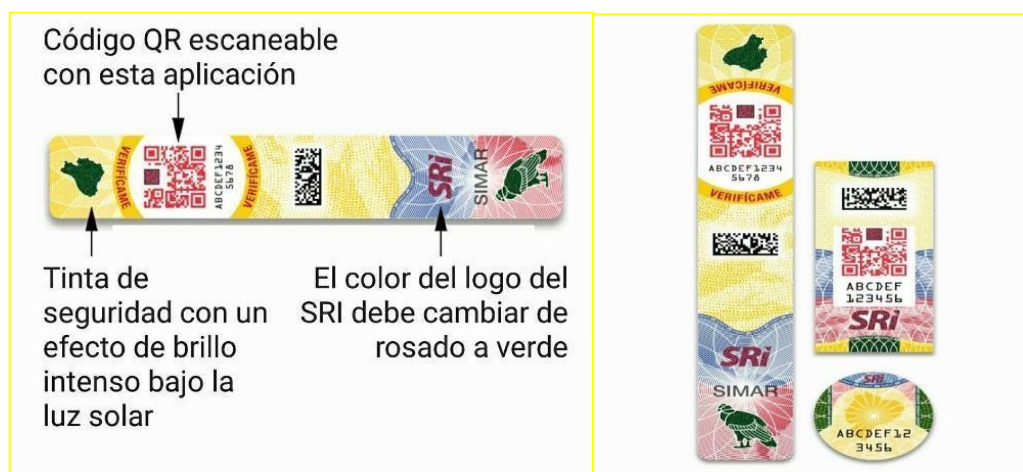 Código QR escaneable
con esta aplicación
VERIFÍCAME
ABCDEF1234
5678
VERIFÍCAME
SRi
SIMAR
Tinta de
seguridad con un
efecto de brillo
intenso bajo la
luz solar
El color del logo del
SRI debe cambiar de
rosado a verde
VERIFÍCAME
ABCDEF1234
5678
VERIFÍCAME
SRi
SIMAR
ABCDEF
123456
SRi
SRi
ABCDEF12
3456